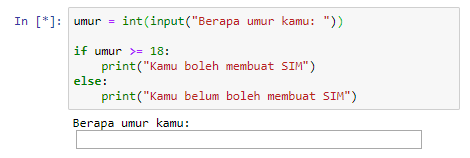 In [*]: umur = int(input("Berapa umur kamu: "))
if umur >= 18:
    print("Kamu boleh membuat SIM")
else:
    print("Kamu belum boleh membuat SIM")
Berapa umur kamu: